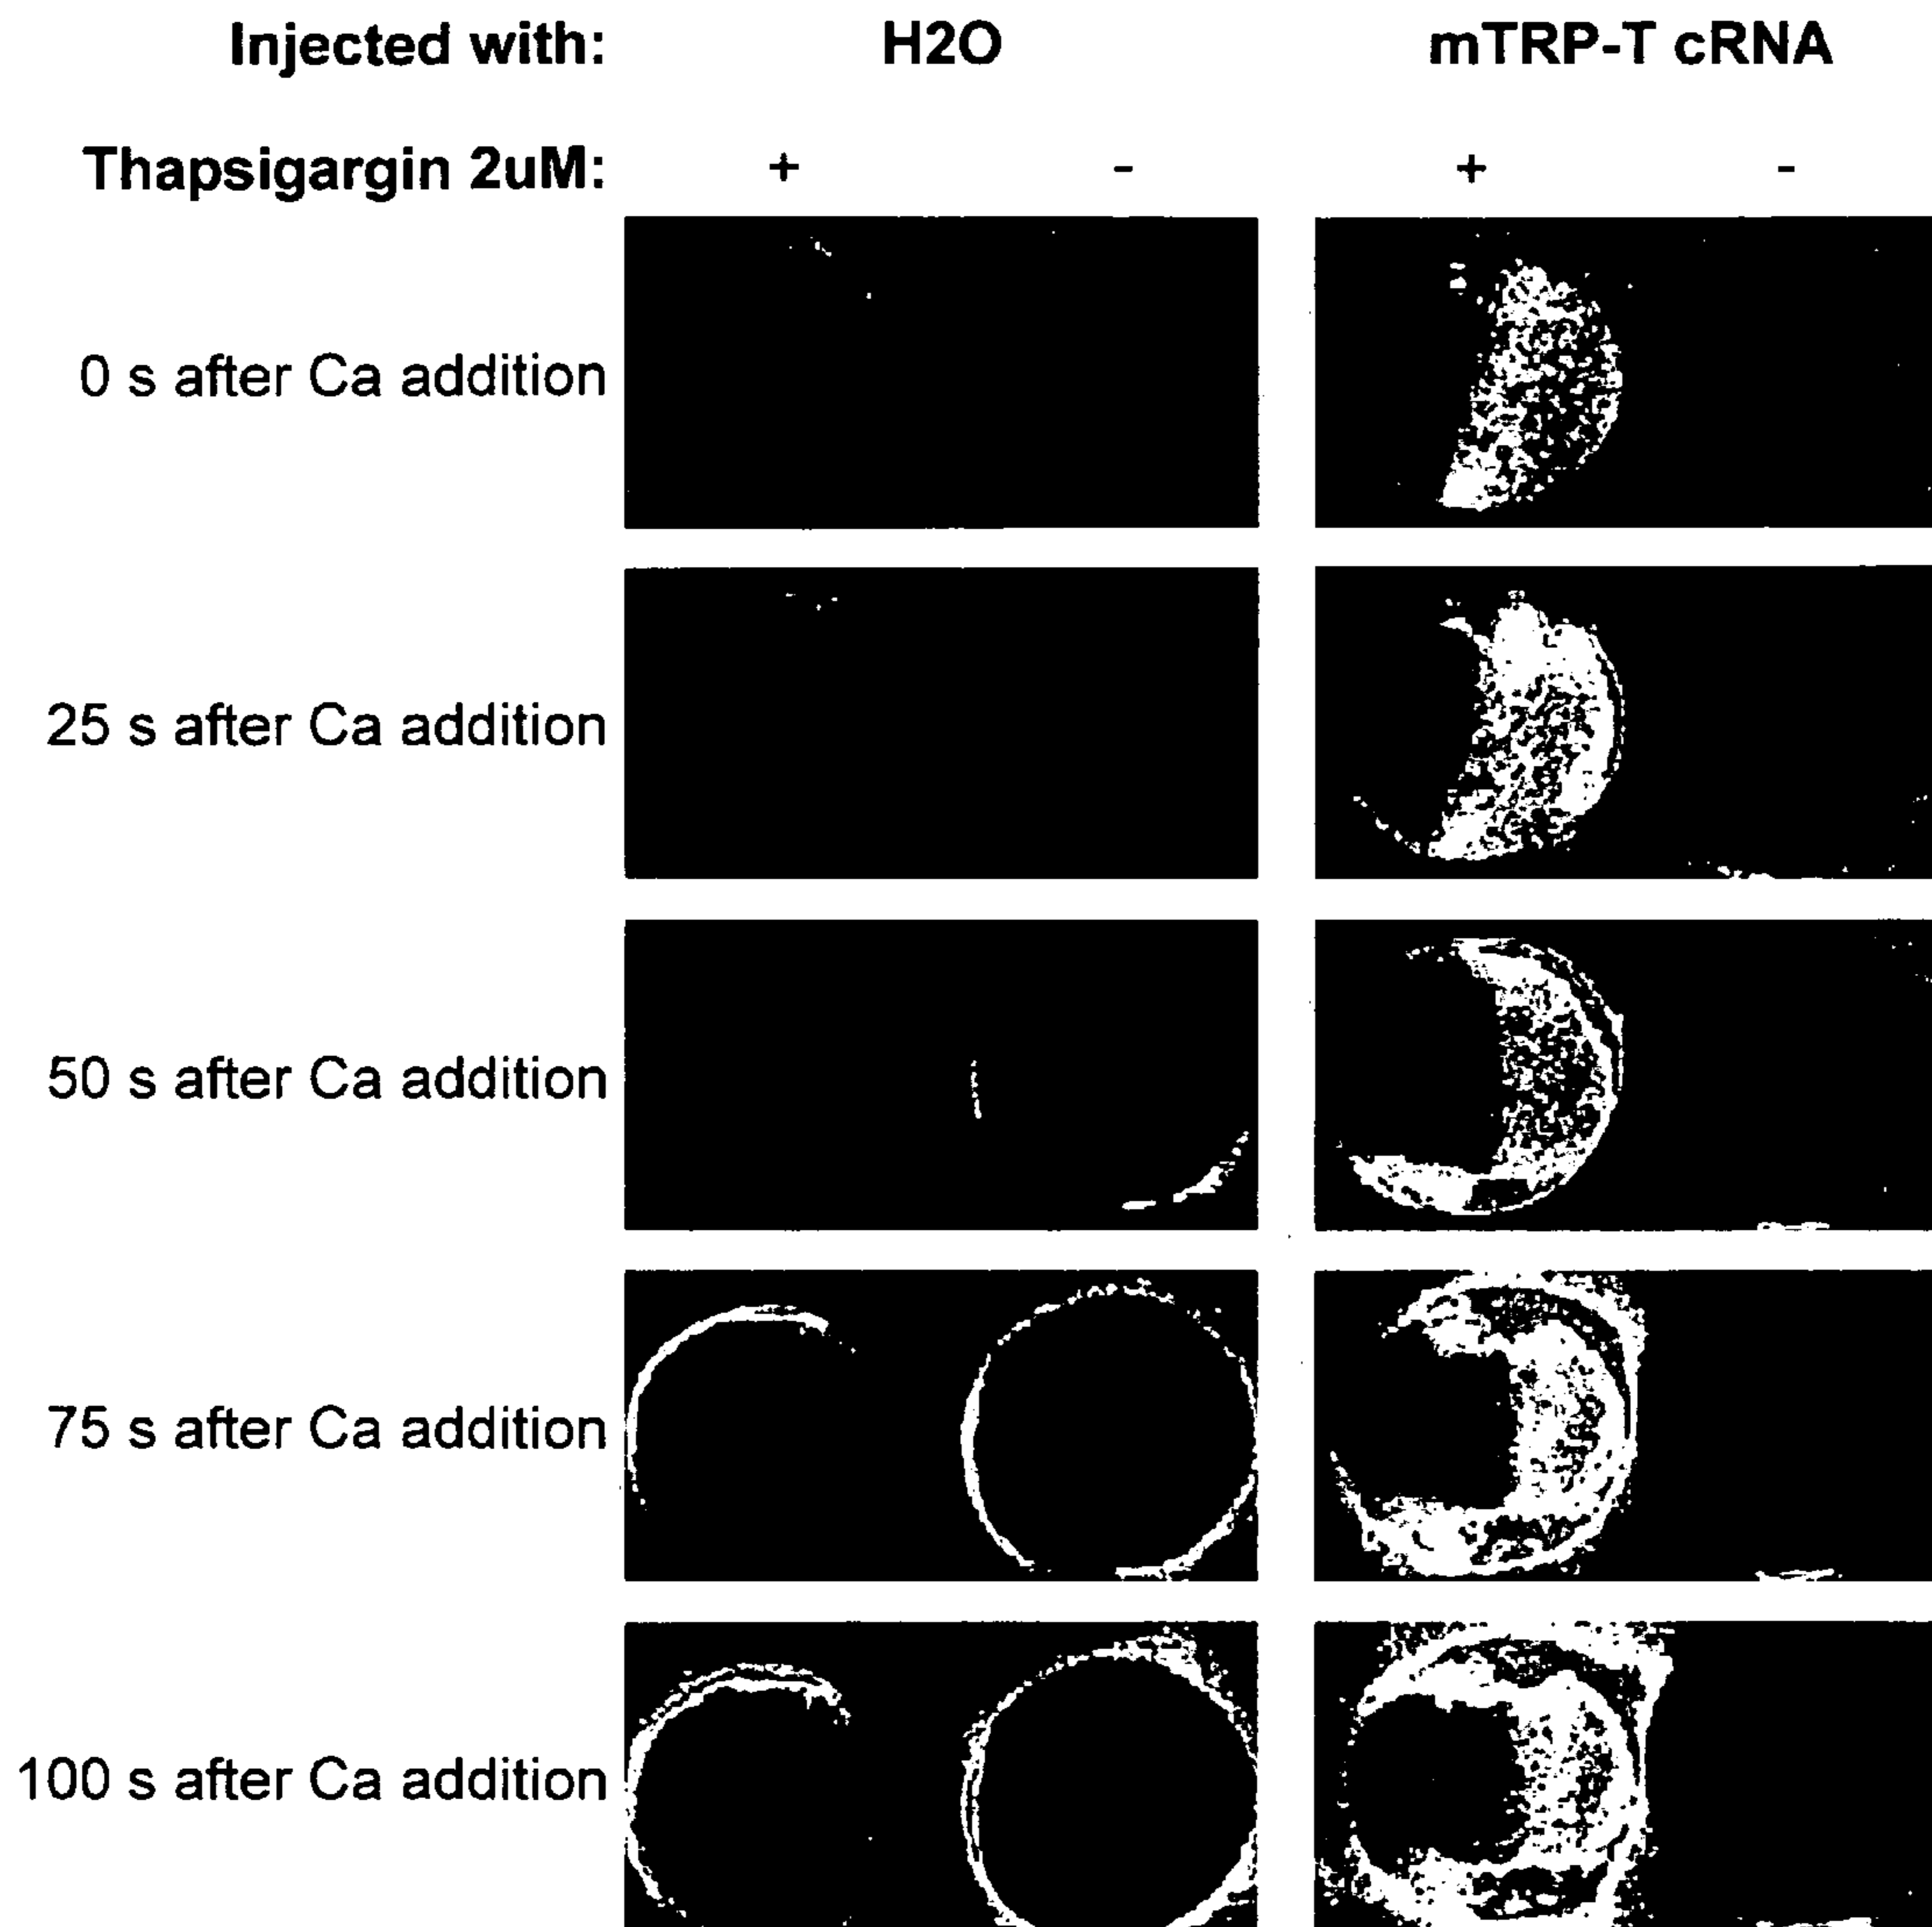 Injected with: H2O mTRP-T cRNA
Thapsigargin 2uM: + - + -
0 s after Ca addition
25 s after Ca addition
50 s after Ca addition
75 s after Ca addition
100 s after Ca addition